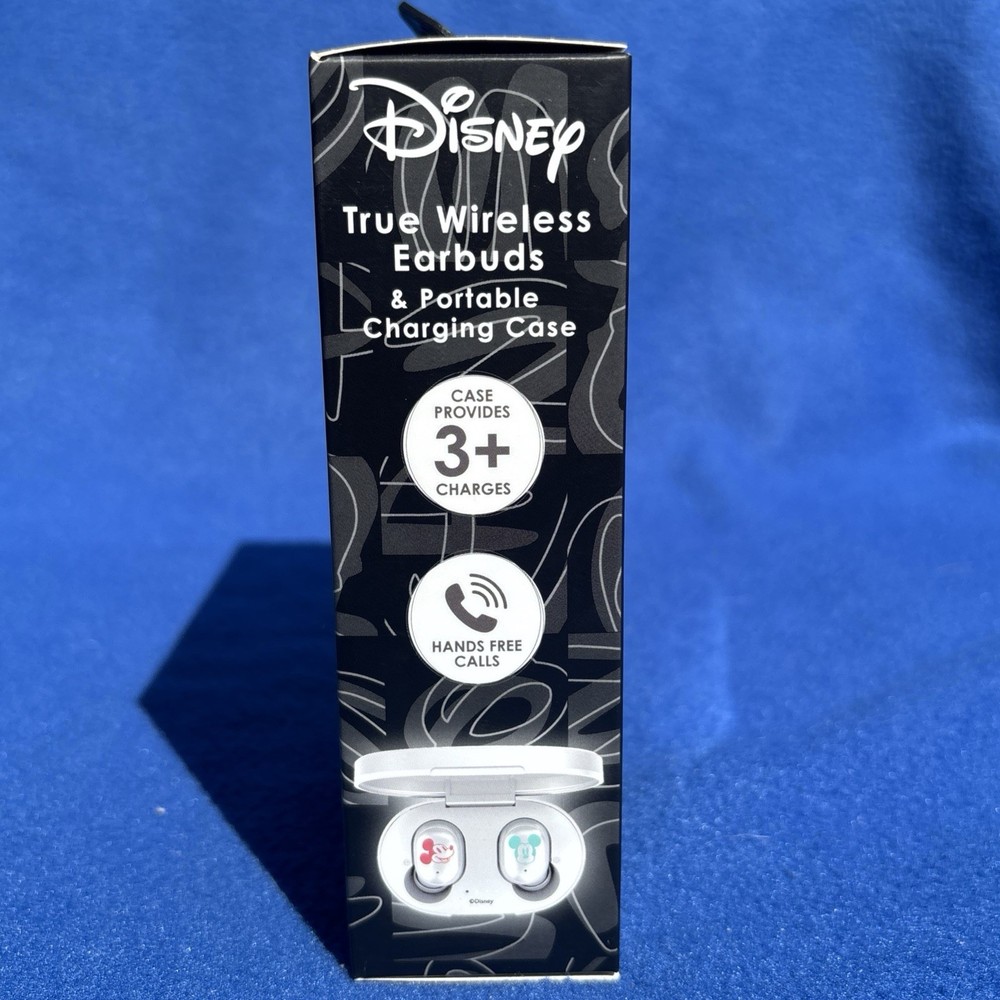 Disney
True Wireless
Earbuds
& Portable
Charging Case
CASE
PROVIDES
3+
CHARGES
HANDS FREE
CALLS
©Disney